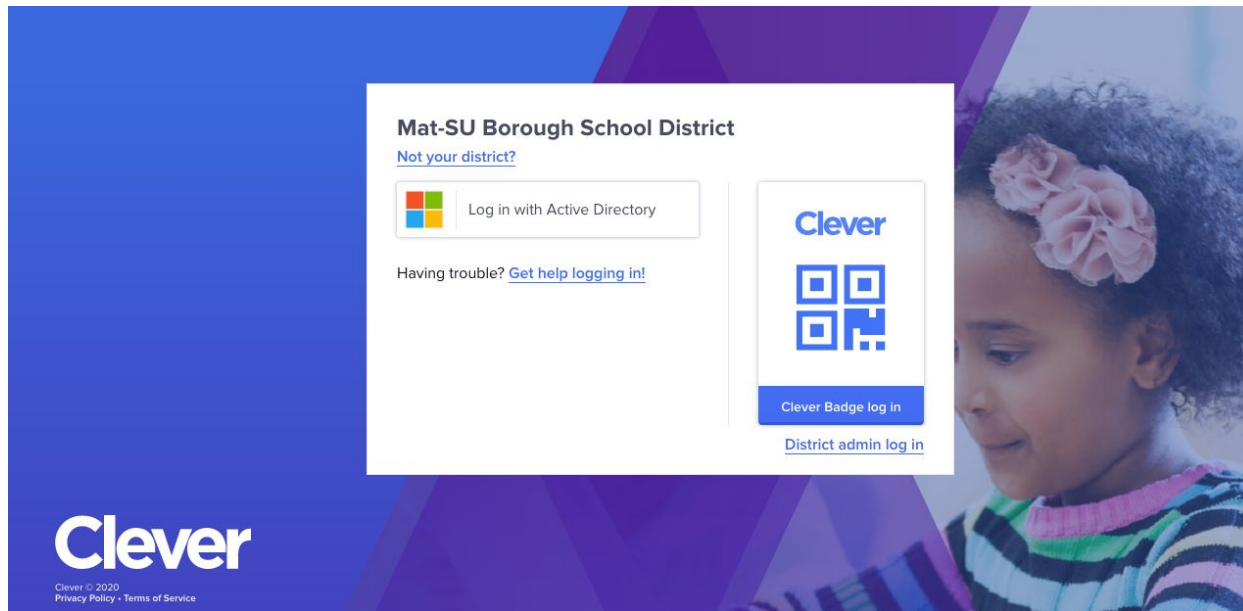 Mat-SU Borough School District
Not your district?
Log in with Active Directory
Having trouble? Get help logging in!
Clever
Clever Badge log in
District admin log in
Clever
Clever © 2020
Privacy Policy • Terms of Service